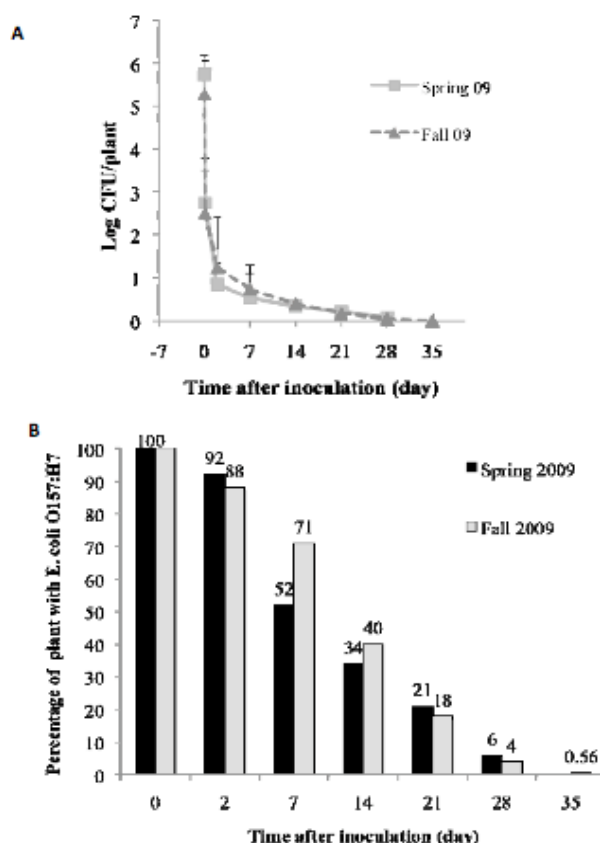 A
7
6
5
4
3
2
1
0
Log CFU/plant
Spring 09
Fall 09
-7 0 7 14 21 28 35
Time after inoculation (day)
B
100
90
80
70
60
50
40
30
20
10
0
Percentage of plant with E. coli O157:H7
Spring 2009
Fall 2009
100
92 88
52 71
34 40
21 18
6 4
0.56
0 2 7 14 21 28 35
Time after inoculation (day)